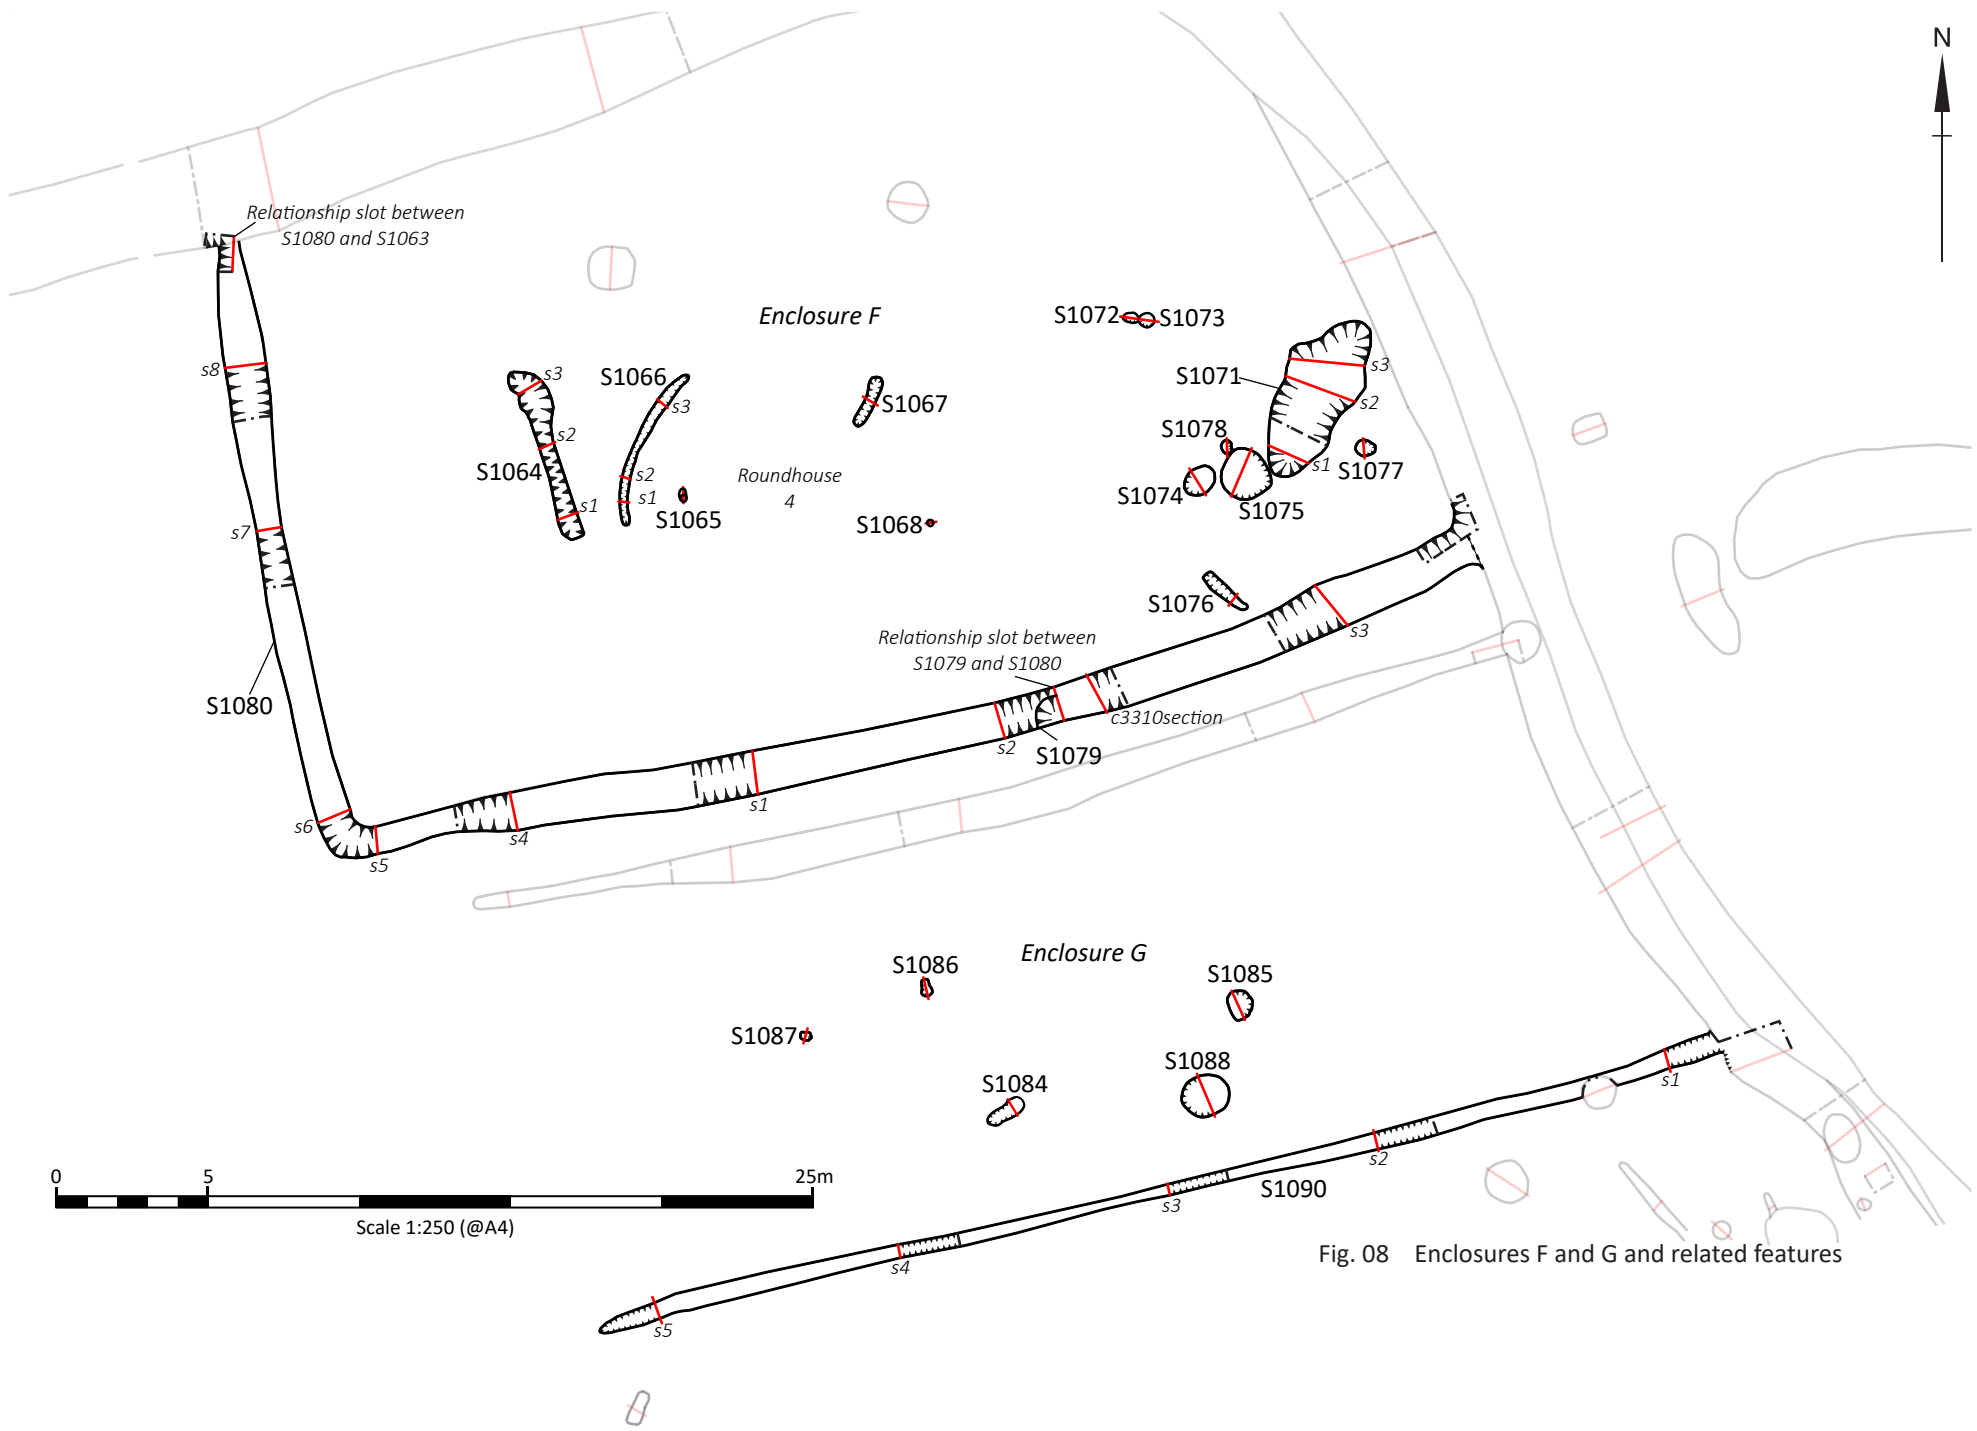 N
Relationship slot between
S1080 and S1063
Enclosure F
S1072
S1073
s8
s3
S1066
s3
S1067
S1071
s3
s2
s2
S1064
s2
s1
s1
S1065
Roundhouse
4
S1068
S1078
S1074
S1075
s1
S1077
s7
S1076
s3
Relationship slot between
S1079 and S1080
S1080
c3310section
s2
S1079
s1
s6
s4
s5
Enclosure G
S1086
S1085
S1087
S1088
S1084
s1
s2
s3
S1090
0 5 25m
Scale 1:250 (@A4)
s4
Fig. 08 Enclosures F and G and related features
s5